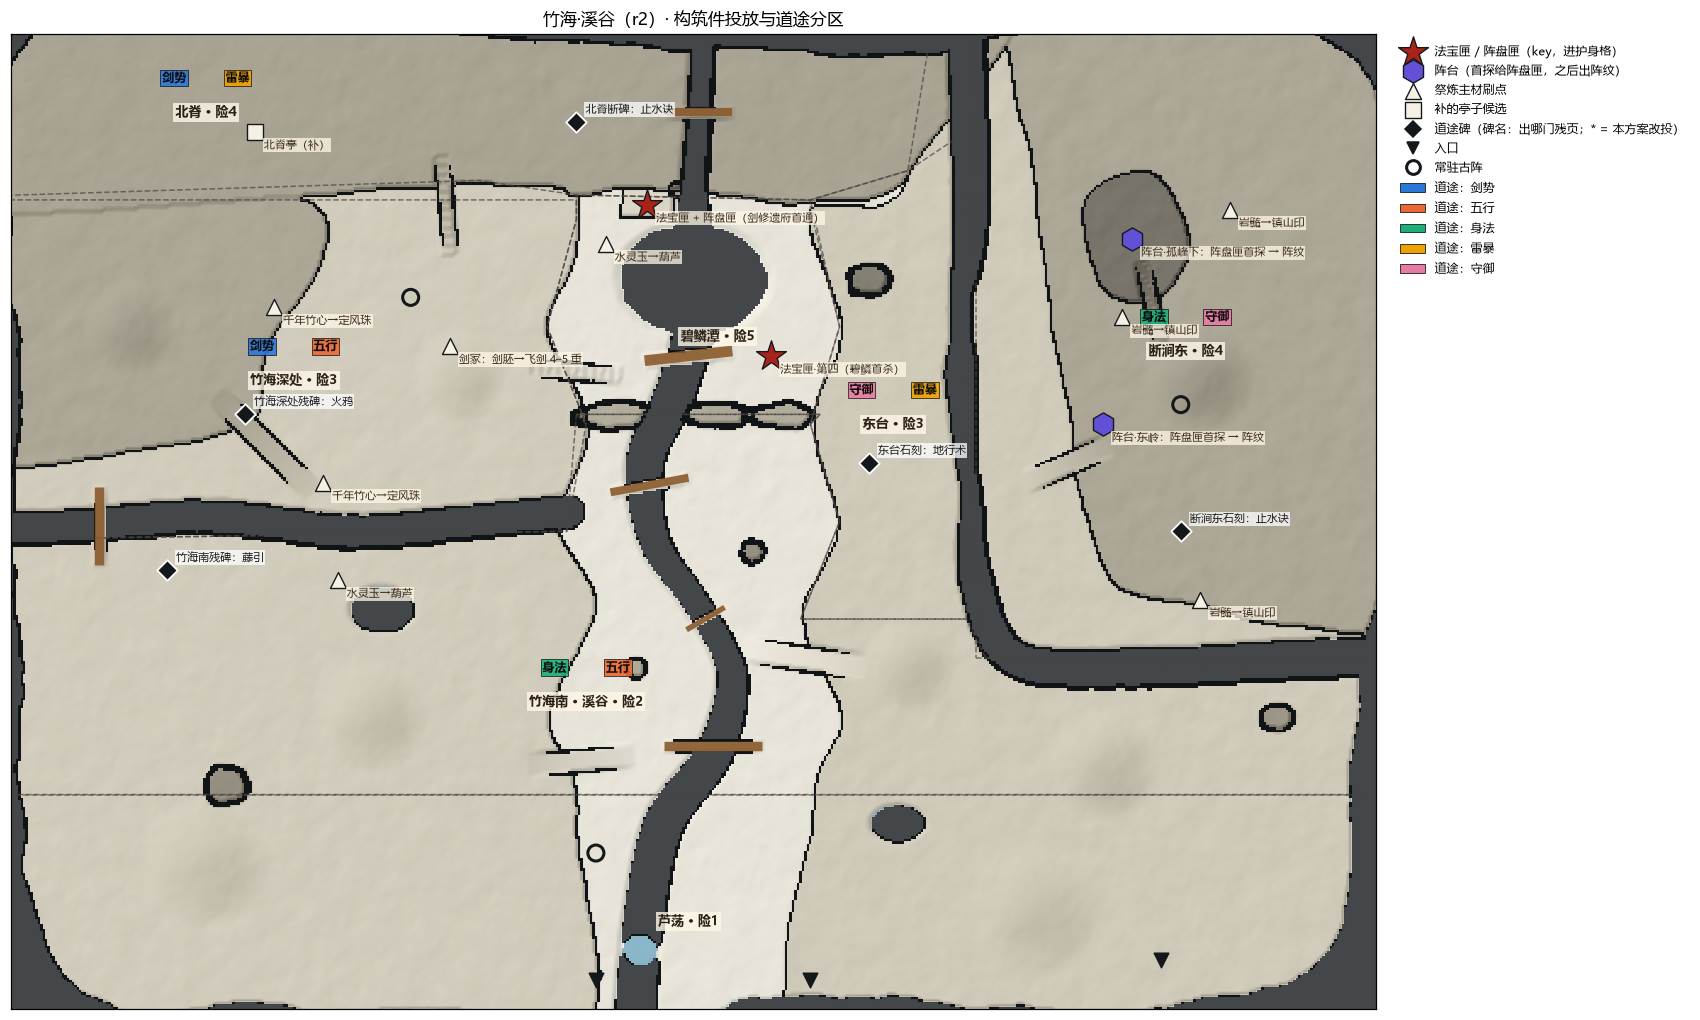 竹海·溪谷（r2）· 构筑件投放与道途分区
剑势
雷暴
北脊・险4
北脊亭（补）
北脊断碑：止水诀
法宝匣 + 阵盘匣（剑修遗府首通）
水灵玉→葫芦
岩髓→镇山印
阵台·孤峰下：阵盘匣首探 → 阵纹
身法
守御
岩髓→镇山印
断涧东・险4
千年竹心→定风珠
剑势
五行
竹海深处・险3
竹海深处残碑：火鸦
剑冢：剑胚→飞剑 4–5 重
碧鳞潭・险5
法宝匣·第四（碧鳞首杀）
守御
雷暴
东台・险3
东台石刻：地行术
阵台·东岭：阵盘匣首探 → 阵纹
千年竹心→定风珠
断涧东石刻：止水诀
竹海南残碑：藤引
水灵玉→葫芦
岩髓→镇山印
身法
五行
竹海南・溪谷・险2
芦荡・险1
法宝匣 / 阵盘匣（key，进护身格）
阵台（首探给阵盘匣，之后出阵纹）
祭炼主材刷点
补的亭子候选
道途碑（碑名：出哪门残页；* = 本方案改投）
入口
常驻古阵
道途：剑势
道途：五行
道途：身法
道途：雷暴
道途：守御